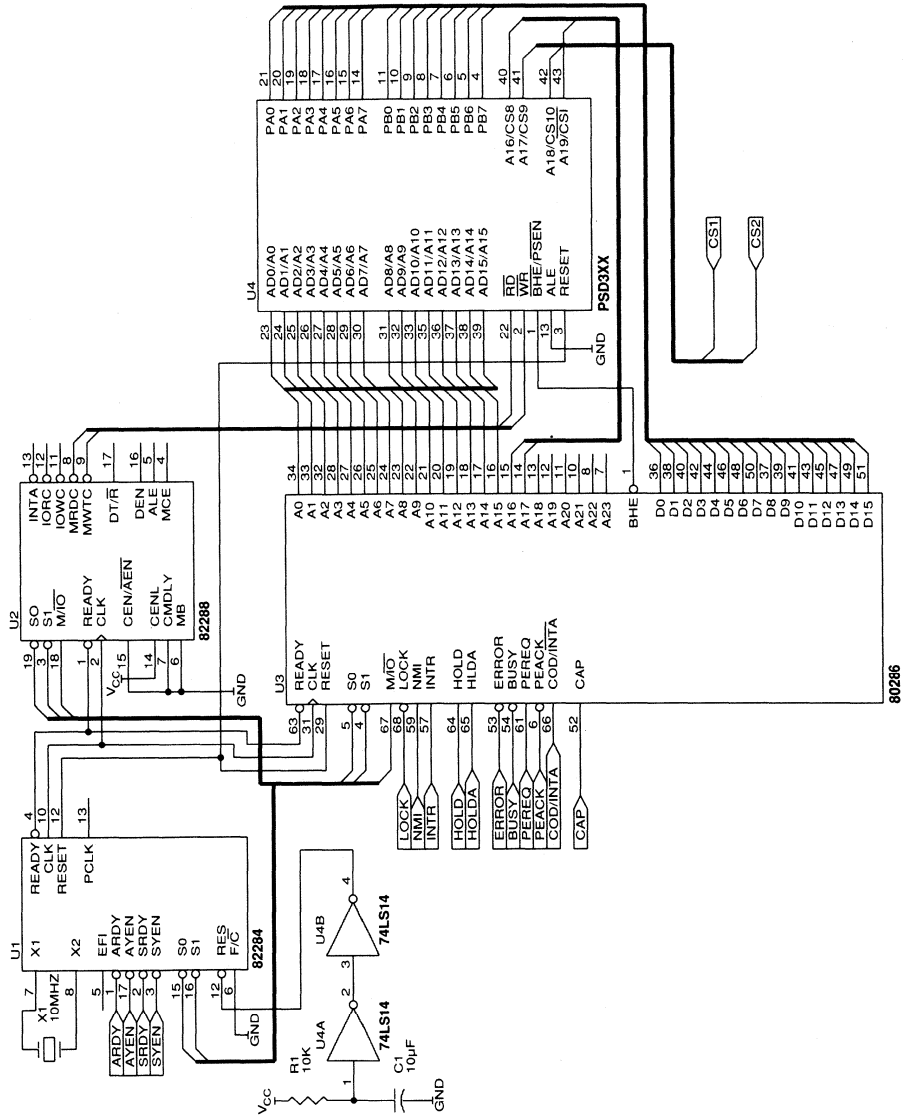 U1
X1
X2
EFI
ARDY
AYEN
SRDY
SYEN
S0
S1
RES
F/C
READY
CLK
RESET
PCLK
82284
7
8
5
1
17
2
3
15
16
12
6
4
10
12
13
X1
10MHZ
ARDY
AYEN
SRDY
SYEN
GND
VCC
R1
10K
C1
10µF
GND
1
U4A
2
74LS14
3
U4B
4
74LS14
U2
SO
S1
M/IO
READY
CLK
CEN/AEN
CENL
CMDLY
MB
INTA
IORC
IOWC
MRDC
MWTC
DT/R
DEN
ALE
MCE
82288
19
3
18
1
2
15
14
7
6
13
12
11
8
9
17
16
5
4
VCC
GND
U3
READY
CLK
RESET
S0
S1
M/IO
LOCK
NMI
INTR
HOLD
HLDA
ERROR
BUSY
PEREQ
PEACK
COD/INTA
CAP
63
31
29
5
4
67
68
59
57
64
65
53
54
61
6
66
52
LOCK
NMI
INTR
HOLD
HOLDA
ERROR
BUSY
PEREQ
PEACK
COD/INTA
CAP
A0
A1
A2
A3
A4
A5
A6
A7
A8
A9
A10
A11
A12
A13
A14
A15
A16
A17
A18
A19
A20
A21
A22
A23
BHE
D0
D1
D2
D3
D4
D5
D6
D7
D8
D9
D10
D11
D12
D13
D14
D15
34
33
32
28
27
26
25
24
23
22
21
20
19
18
17
16
15
14
13
12
11
10
8
7
1
36
38
40
42
44
46
48
50
37
39
41
43
45
47
49
51
80286
U4
AD0/A0
AD1/A1
AD2/A2
AD3/A3
AD4/A4
AD5/A5
AD6/A6
AD7/A7
AD8/A8
AD9/A9
AD10/A10
AD11/A11
AD12/A12
AD13/A13
AD14/A14
AD15/A15
RD
WR
BHE/PSEN
ALE
RESET
23
24
25
26
27
28
29
30
31
32
33
35
36
37
38
39
22
2
1
13
3
GND
PA0
PA1
PA2
PA3
PA4
PA5
PA6
PA7
PB0
PB1
PB2
PB3
PB4
PB5
PB6
PB7
A16/CS8
A17/CS9
A18/CS10
A19/CSI
21
20
19
18
17
16
15
14
11
10
9
8
7
6
5
4
40
41
42
43
PSD3XX
CS1
CS2